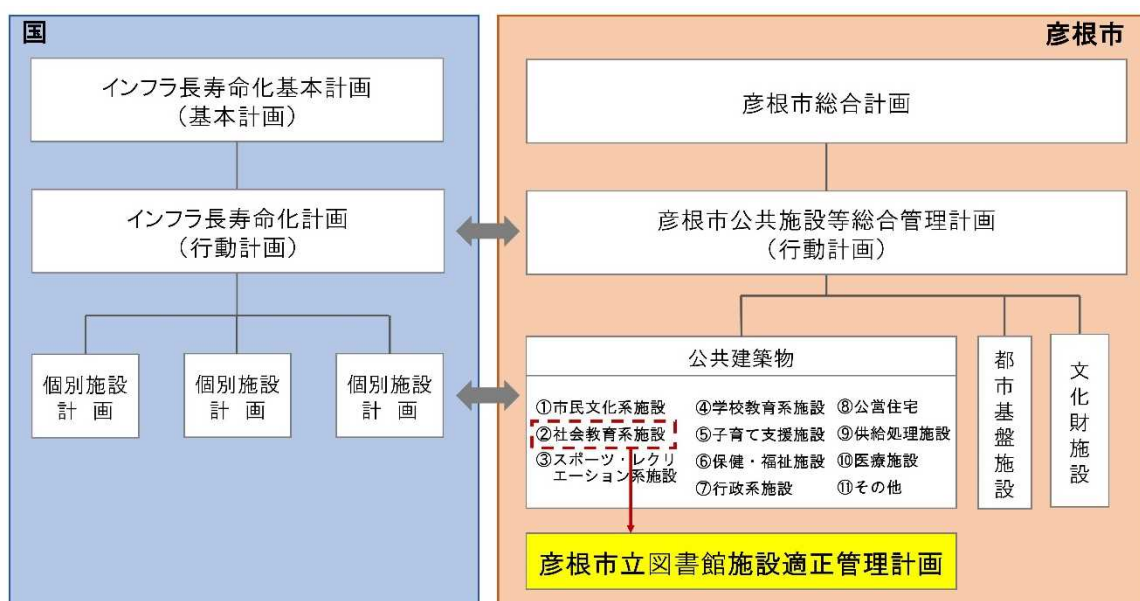 国
インフラ長寿命化基本計画
(基本計画)
インフラ長寿命化計画
(行動計画)
個別施設
計 画
個別施設
計 画
個別施設
計 画
彦根市
彦根市総合計画
彦根市公共施設等総合管理計画
(行動計画)
公共建築物
①市民文化系施設
②社会教育系施設
③スポーツ・レクリ
エーション系施設
④学校教育系施設
⑤子育て支援施設
⑥保健・福祉施設
⑦行政系施設
⑧公営住宅
⑨供給処理施設
⑩医療施設
⑪その他
都市基盤施設
文化財施設
彦根市立図書館施設適正管理計画